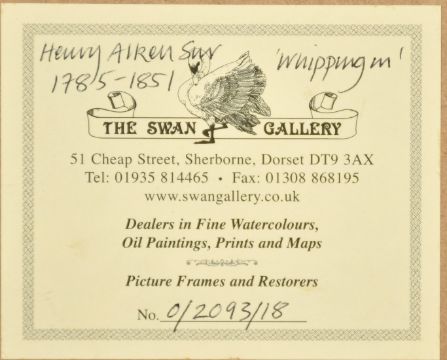 Henry Alken Snr 'Whipping in'
1785-1851
THE SWAN GALLERY
51 Cheap Street, Sherborne, Dorset DT9 3AX
Tel: 01935 814465 • Fax: 01308 868195
www.swangallery.co.uk
Dealers in Fine Watercolours,
Oil Paintings, Prints and Maps
Picture Frames and Restorers
No. 0/2093/18